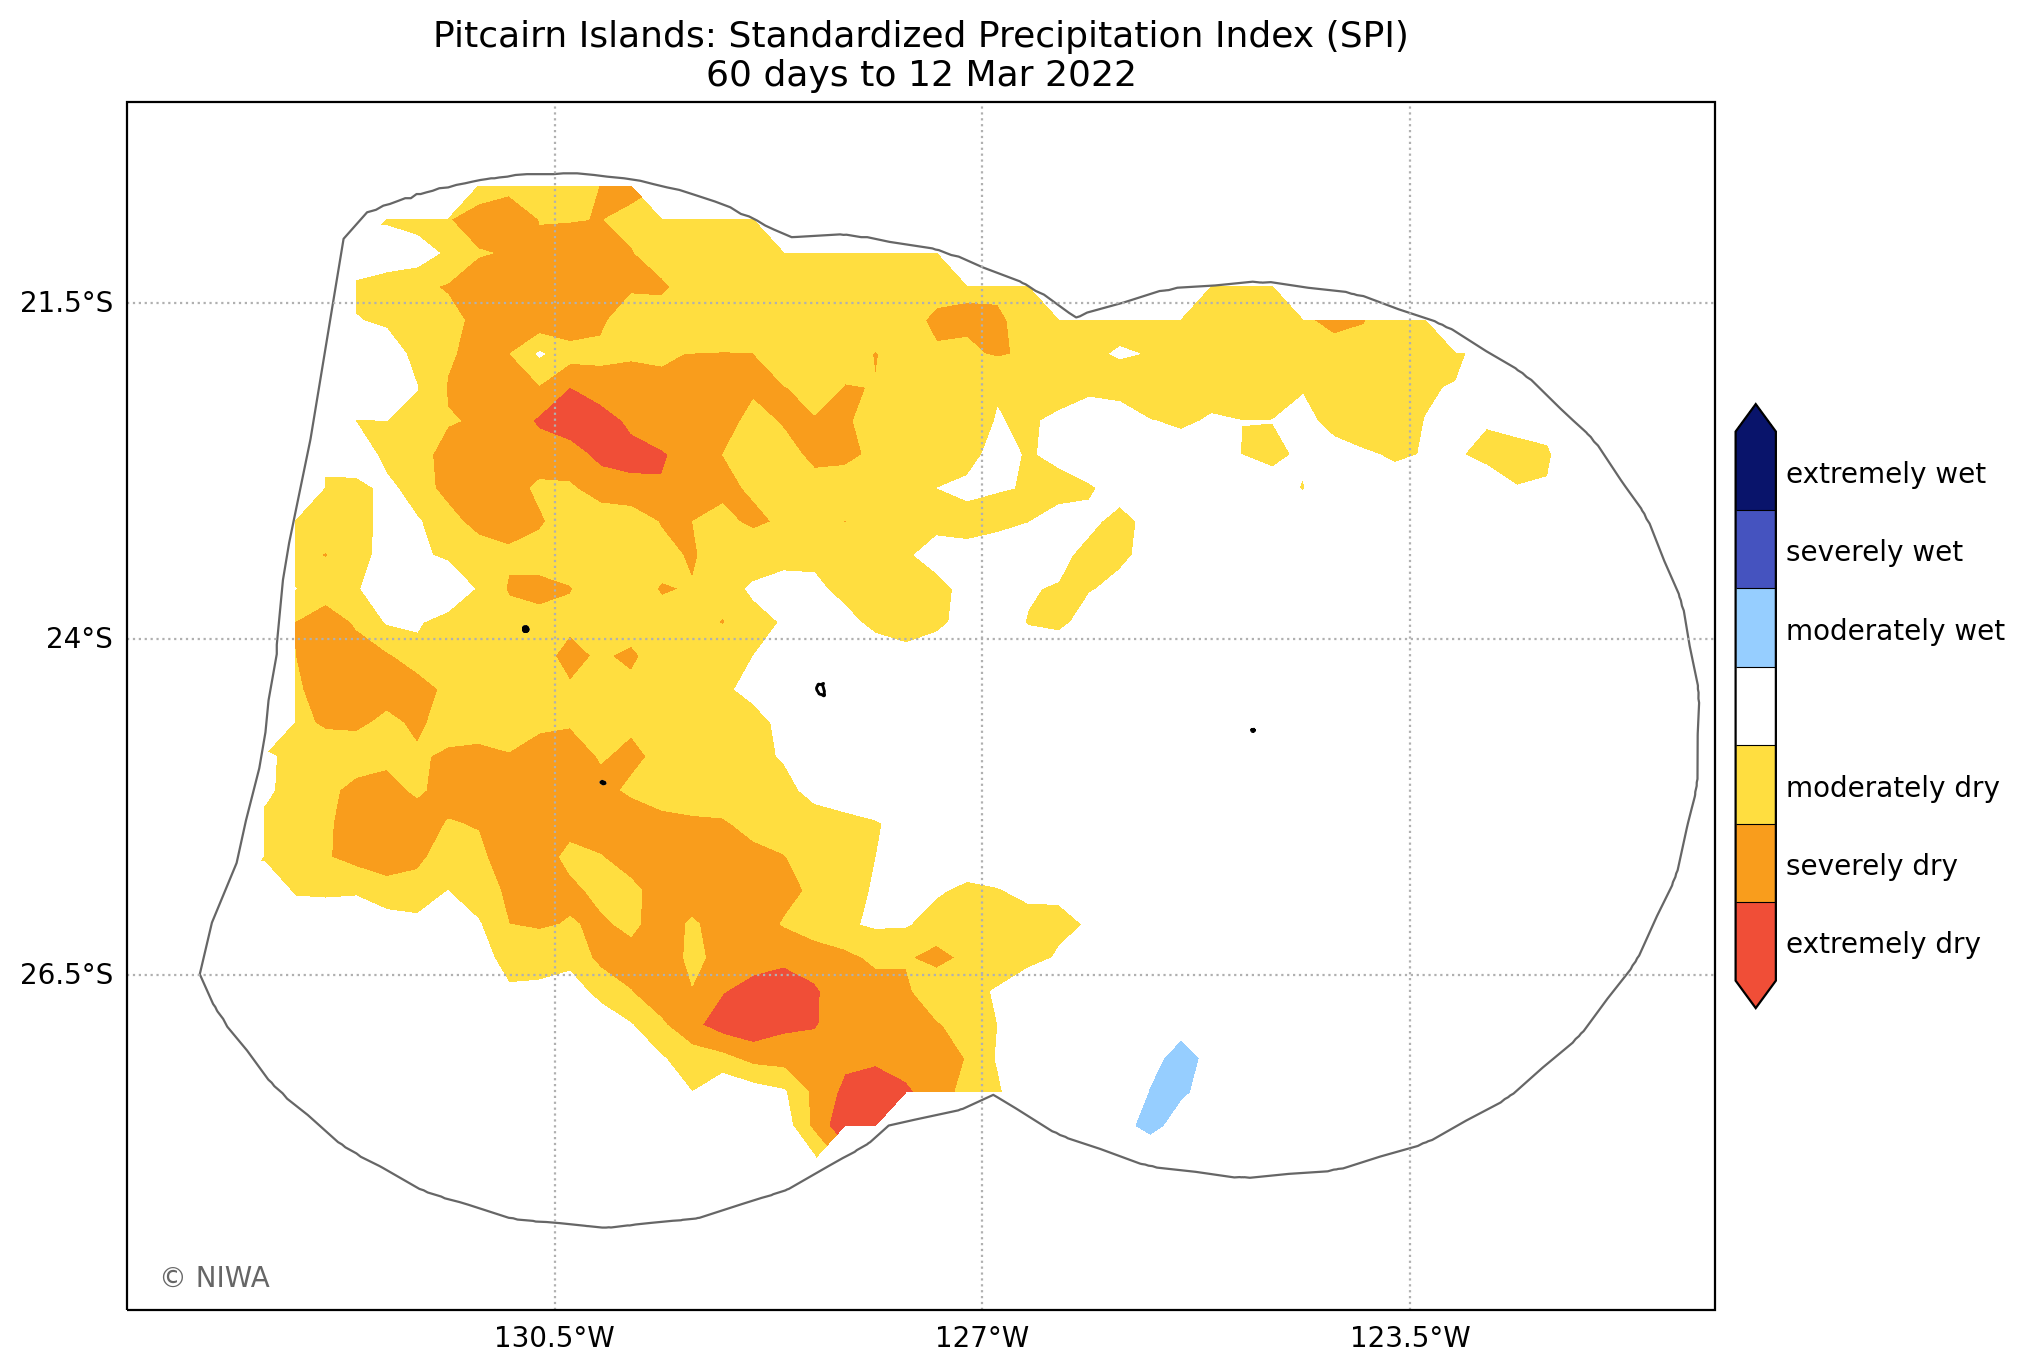 Pitcairn Islands: Standardized Precipitation Index (SPI)
60 days to 12 Mar 2022
21.5°S
24°S
26.5°S
130.5°W
127°W
123.5°W
extremely wet
severely wet
moderately wet
moderately dry
severely dry
extremely dry
© NIWA